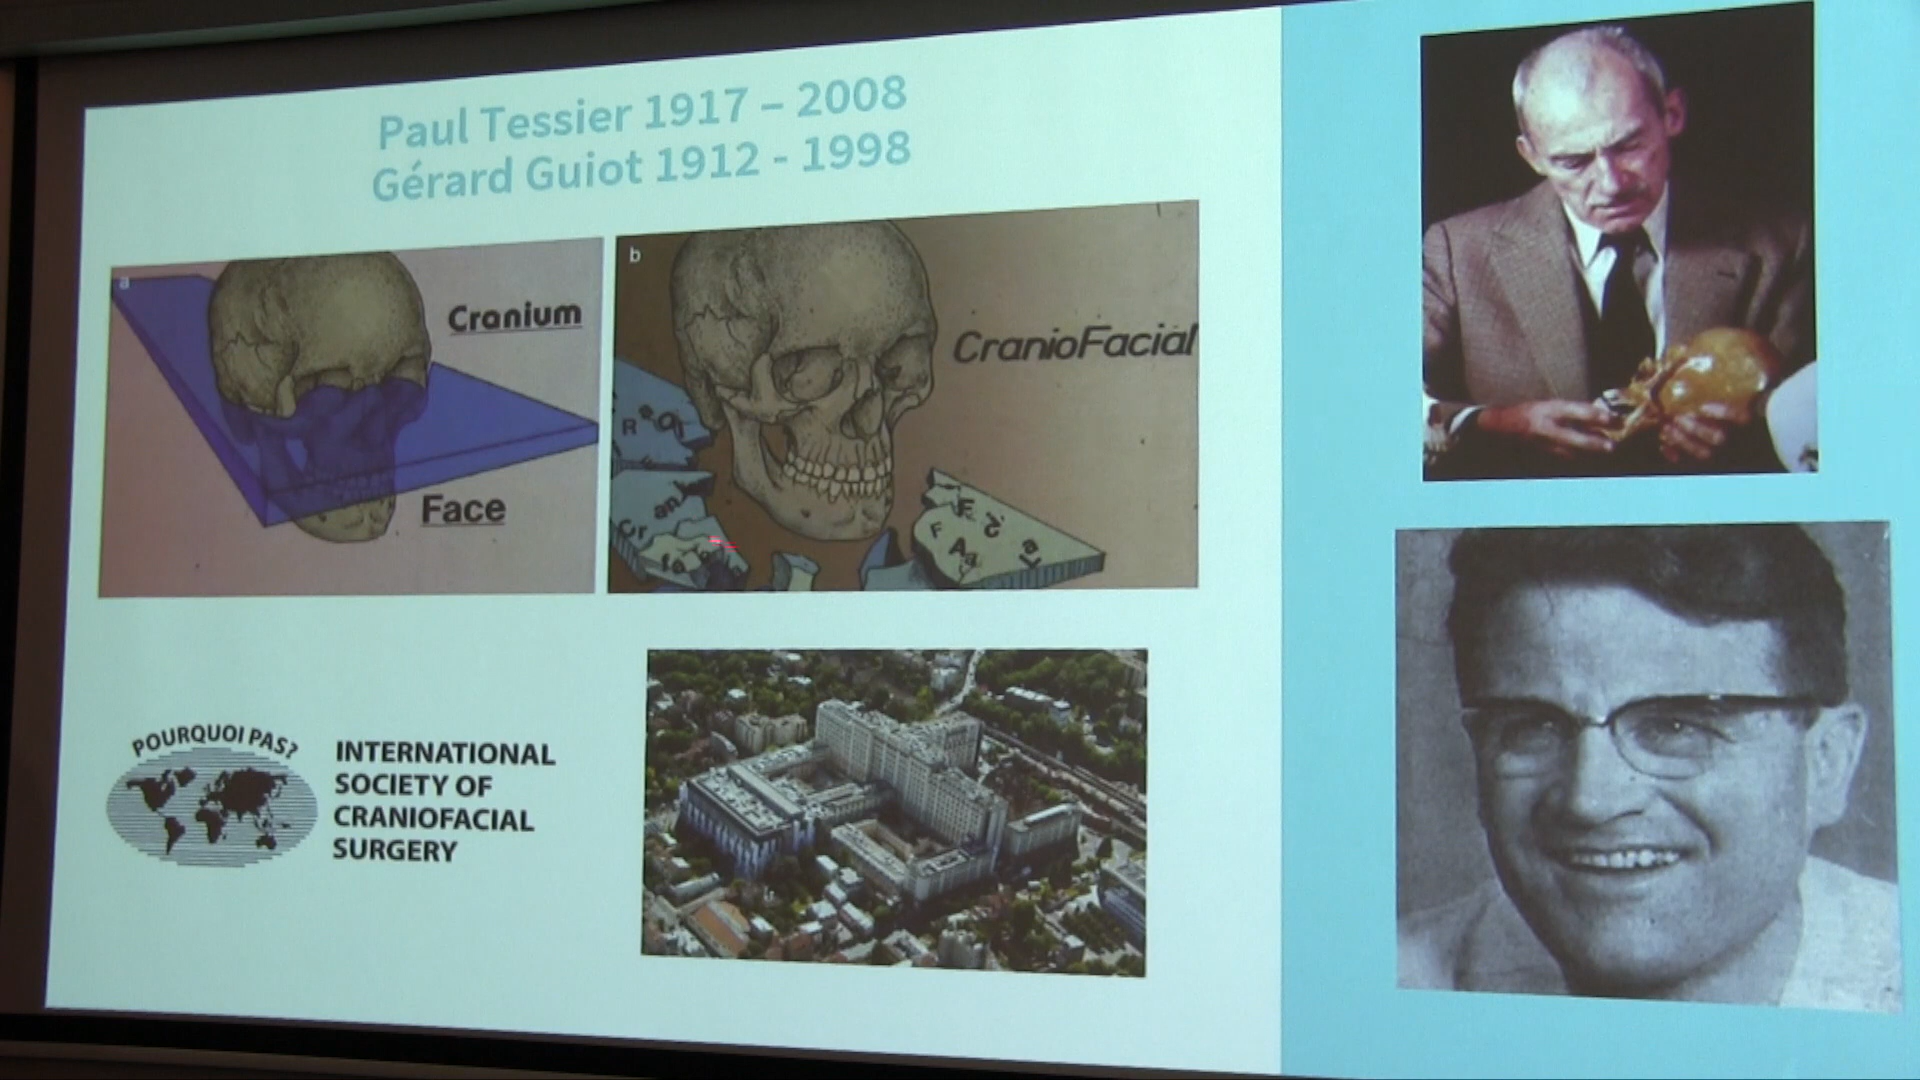 Paul Tessier 1917 – 2008
Gérard Guiot 1912 - 1998
a
Cranium
Face
b
CranioFacial
POURQUOI PAS?
INTERNATIONAL
SOCIETY OF
CRANIOFACIAL
SURGERY